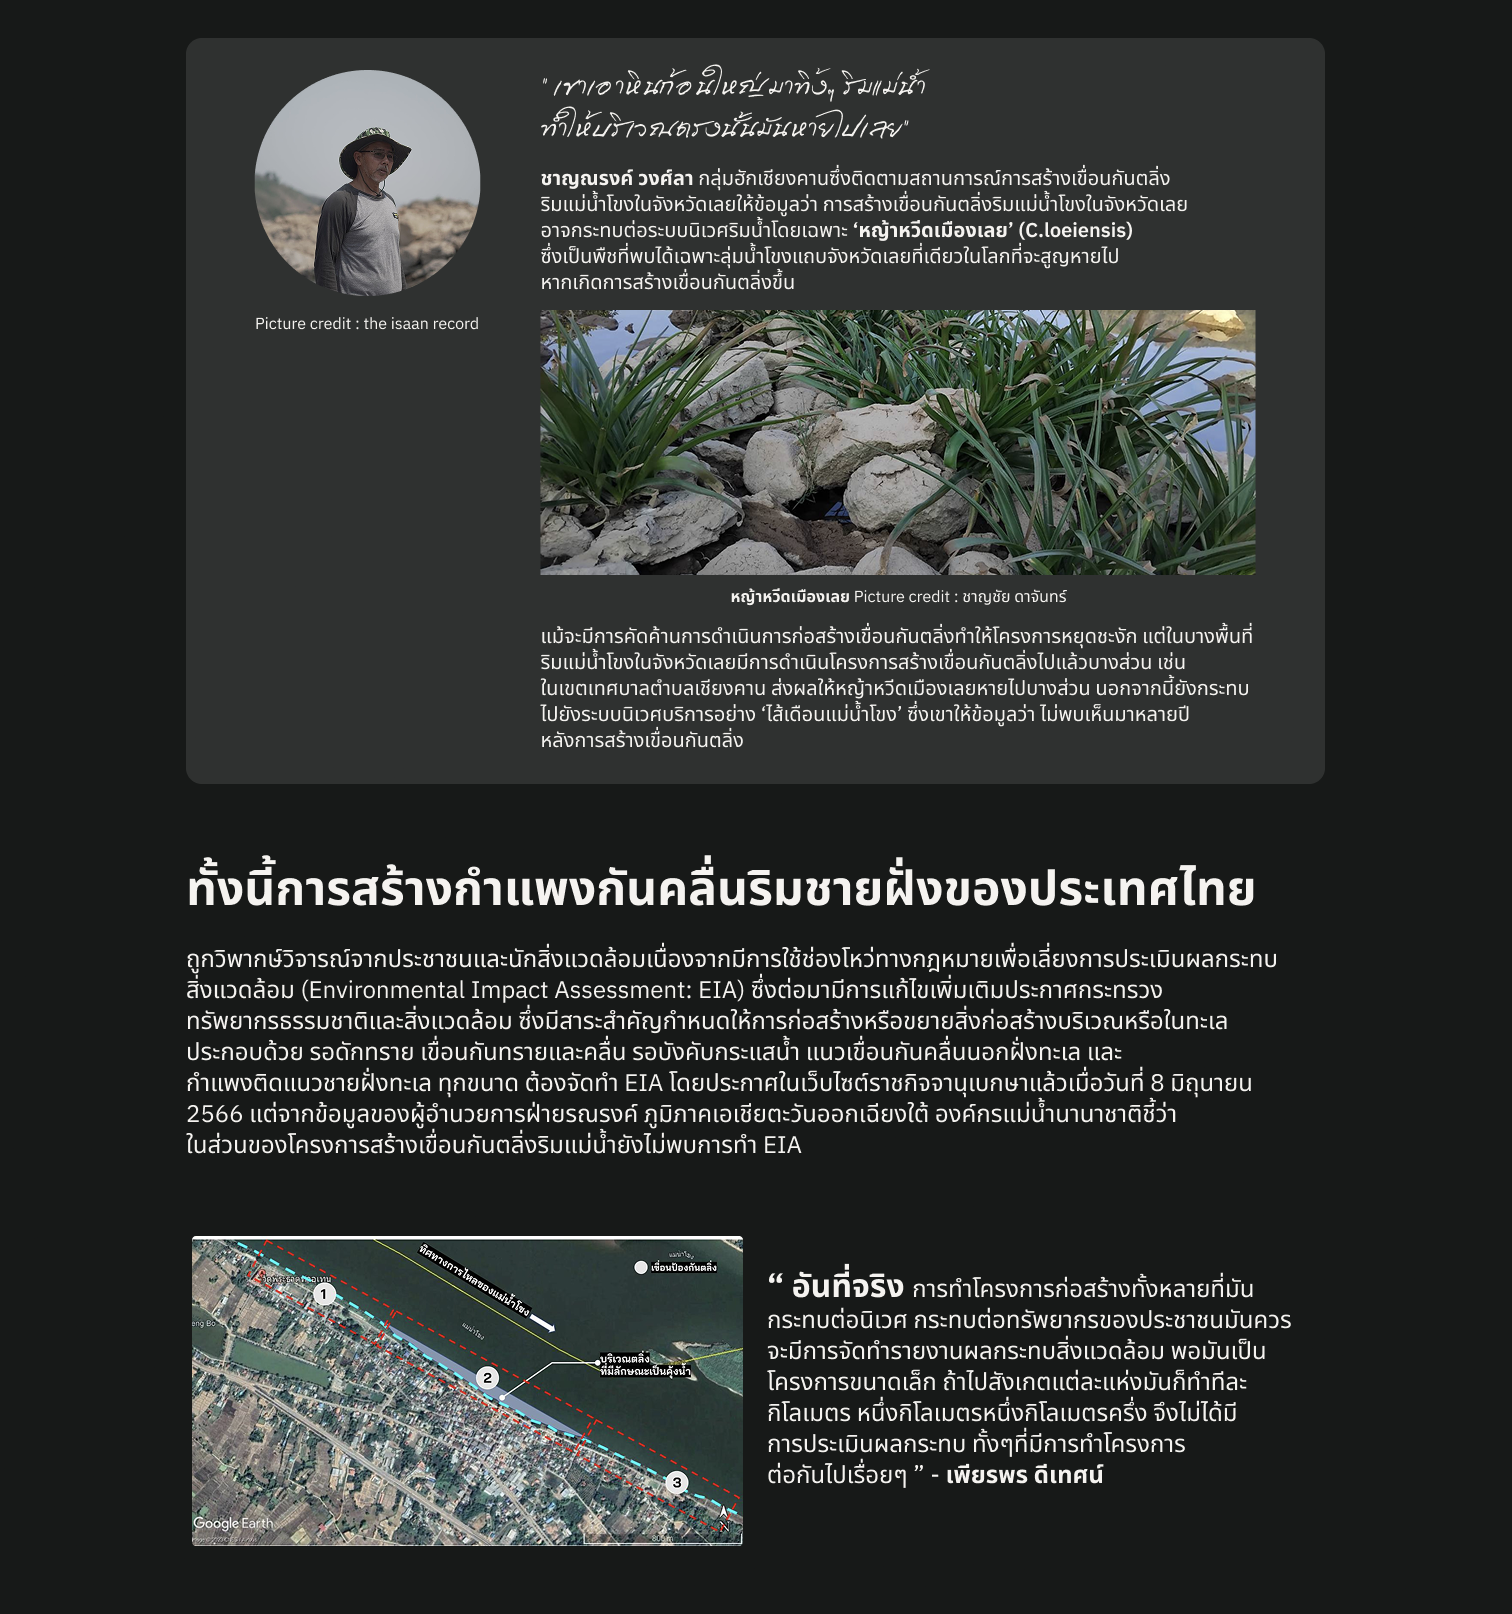 " เขาเอาหินก้อนใหญ่มาทิ้งๆ ริมแม่น้ำ
ทำให้บริเวณตรงนั้นมันหายไปเลย"
ชาญณรงค์ วงศ์ลา กลุ่มฮักเชียงคานซึ่งติดตามสถานการณ์การสร้างเขื่อนกันตลิ่ง
ริมแม่น้ำโขงในจังหวัดเลยให้ข้อมูลว่า การสร้างเขื่อนกันตลิ่งริมแม่น้ำโขงในจังหวัดเลย
อาจกระทบต่อระบบนิเวศริมน้ำโดยเฉพาะ ‘หญ้าหวีดเมืองเลย’ (C.loeiensis)
ซึ่งเป็นพืชที่พบได้เฉพาะลุ่มน้ำโขงแถบจังหวัดเลยที่เดียวในโลกที่จะสูญหายไป
หากเกิดการสร้างเขื่อนกันตลิ่งขึ้น
Picture credit : the isaan record
หญ้าหวีดเมืองเลย Picture credit : ชาญชัย ดาจันทร์
แม้จะมีการคัดค้านการดำเนินการก่อสร้างเขื่อนกันตลิ่งทำให้โครงการหยุดชะงัก แต่ในบางพื้นที่
ริมแม่น้ำโขงในจังหวัดเลยมีการดำเนินโครงการสร้างเขื่อนกันตลิ่งไปแล้วบางส่วน เช่น
ในเขตเทศบาลตำบลเชียงคาน ส่งผลให้หญ้าหวีดเมืองเลยหายไปบางส่วน นอกจากนี้ยังกระทบ
ไปยังระบบนิเวศบริการอย่าง ‘ไส้เดือนแม่น้ำโขง’ ซึ่งเขาให้ข้อมูลว่า ไม่พบเห็นมาหลายปี
หลังการสร้างเขื่อนกันตลิ่ง
ทั้งนี้การสร้างกำแพงกันคลื่นริมชายฝั่งของประเทศไทย
ถูกวิพากษ์วิจารณ์จากประชาชนและนักสิ่งแวดล้อมเนื่องจากมีการใช้ช่องโหว่ทางกฎหมายเพื่อเลี่ยงการประเมินผลกระทบ
สิ่งแวดล้อม (Environmental Impact Assessment: EIA) ซึ่งต่อมามีการแก้ไขเพิ่มเติมประกาศกระทรวง
ทรัพยากรธรรมชาติและสิ่งแวดล้อม ซึ่งมีสาระสำคัญกำหนดให้การก่อสร้างหรือขยายสิ่งก่อสร้างบริเวณหรือในทะเล
ประกอบด้วย รอดักทราย เขื่อนกันทรายและคลื่น รอบังคับกระแสน้ำ แนวเขื่อนกันคลื่นนอกฝั่งทะเล และ
กำแพงติดแนวชายฝั่งทะเล ทุกขนาด ต้องจัดทำ EIA โดยประกาศในเว็บไซต์ราชกิจจานุเบกษาแล้วเมื่อวันที่ 8 มิถุนายน
2566 แต่จากข้อมูลของผู้อำนวยการฝ่ายรณรงค์ ภูมิภาคเอเชียตะวันออกเฉียงใต้ องค์กรแม่น้ำนานาชาติชี้ว่า
ในส่วนของโครงการสร้างเขื่อนกันตลิ่งริมแม่น้ำยังไม่พบการทำ EIA
ทิศทางการไหลของแม่น้ำโขง
แม่น้ำโขง
เขื่อนป้องกันตลิ่ง
1
แม่น้ำโขง
บริเวณตลิ่ง
ที่มีลักษณะเป็นคุ้งน้ำ
2
3
N
Google Earth
“ อันที่จริง การทำโครงการก่อสร้างทั้งหลายที่มัน
กระทบต่อนิเวศ กระทบต่อทรัพยากรของประชาชนมันควร
จะมีการจัดทำรายงานผลกระทบสิ่งแวดล้อม พอมันเป็น
โครงการขนาดเล็ก ถ้าไปสังเกตแต่ละแห่งมันก็ทำทีละ
กิโลเมตร หนึ่งกิโลเมตรหนึ่งกิโลเมตรครึ่ง จึงไม่ได้มี
การประเมินผลกระทบ ทั้งๆที่มีการทำโครงการ
ต่อกันไปเรื่อยๆ ” - เพียรพร ดีเทศน์